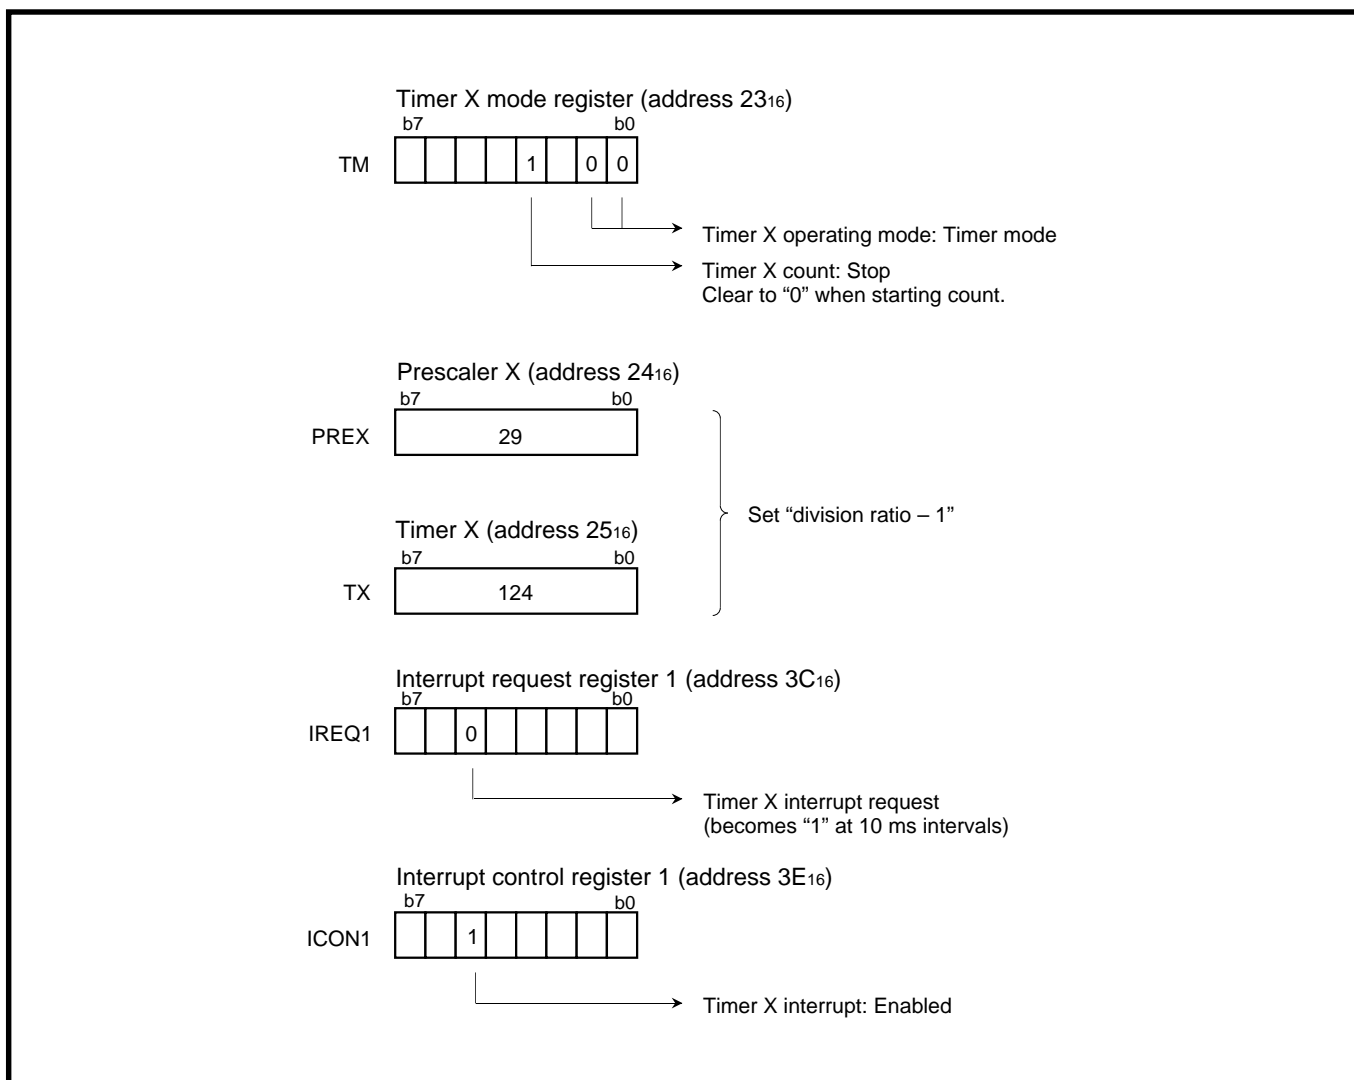 Timer X mode register (address 2316)
b7 b0
TM 1 0 0
Timer X operating mode: Timer mode
Timer X count: Stop
Clear to “0” when starting count.
Prescaler X (address 2416)
b7 b0
PREX 29
Set “division ratio – 1”
Timer X (address 2516)
b7 b0
TX 124
Interrupt request register 1 (address 3C16)
b7 b0
IREQ1 0
Timer X interrupt request
(becomes “1” at 10 ms intervals)
Interrupt control register 1 (address 3E16)
b7 b0
ICON1 1
Timer X interrupt: Enabled